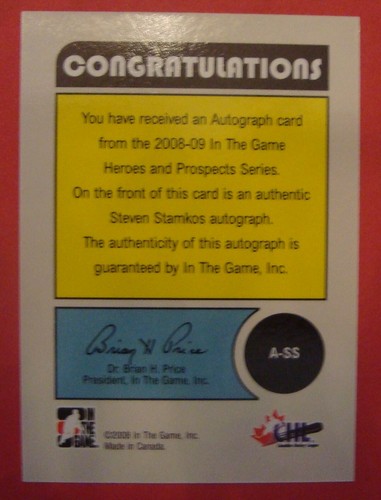 CONGRATULATIONS
You have received an Autograph card
from the 2008-09 In The Game
Heroes and Prospects Series.
On the front of this card is an authentic
Steven Stamkos autograph.
The authenticity of this autograph is
guaranteed by In The Game, Inc.
Brian H Price
Dr. Brian H. Price
President, In The Game, Inc.
A-SS
IN
THE
GAME
©2008 In The Game, Inc.
Made in Canada.
CHL